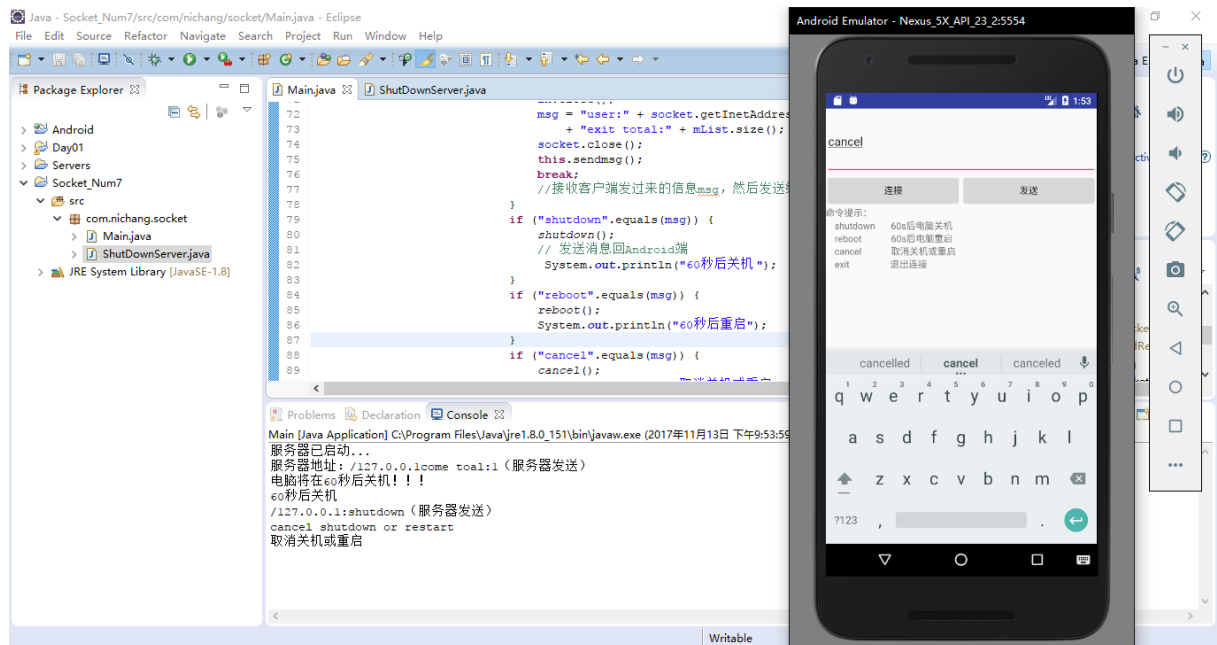 Java - Socket_Num7/src/com/nichang/socket/Main.java - Eclipse
File Edit Source Refactor Navigate Search Project Run Window Help
Package Explorer
Android
Day01
Servers
Socket_Num7
src
com.nichang.socket
Main.java
ShutDownServer.java
JRE System Library [JavaSE-1.8]
Main.java ShutDownServer.java
72 msg = "user:" + socket.getInetAddres
73 + "exit total:" + mList.size();
74 socket.close();
75 this.sendmsg();
76 break;
77 //接收客户端发过来的信息msg，然后发送
78 }
79 if ("shutdown".equals(msg)) {
80 shutdown();
81 // 发送消息回Android端
82 System.out.println("60秒后关机 ");
83 }
84 if ("reboot".equals(msg)) {
85 reboot();
86 System.out.println("60秒后重启");
87 }
88 if ("cancel".equals(msg)) {
89 cancel();
Problems Declaration Console
Main [Java Application] C:\Program Files\Java\jre1.8.0_151\bin\javaw.exe (2017年11月13日 下午9:53:59
服务器已启动...
服务器地址：/127.0.0.1come toal:1（服务器发送）
电脑将在60秒后关机！！！
60秒后关机
/127.0.0.1:shutdown（服务器发送）
cancel shutdown or restart
取消关机或重启
Writable
Android Emulator - Nexus_5X_API_23_2:5554
1:53
cancel
连接 发送
命令提示：
shutdown 60s后电脑关机
reboot 60s后电脑重启
cancel 取消关机或重启
exit 退出连接
cancelled cancel canceled
1 2 3 4 5 6 7 8 9 0
q w e r t y u i o p
a s d f g h j k l
z x c v b n m
?123 , .